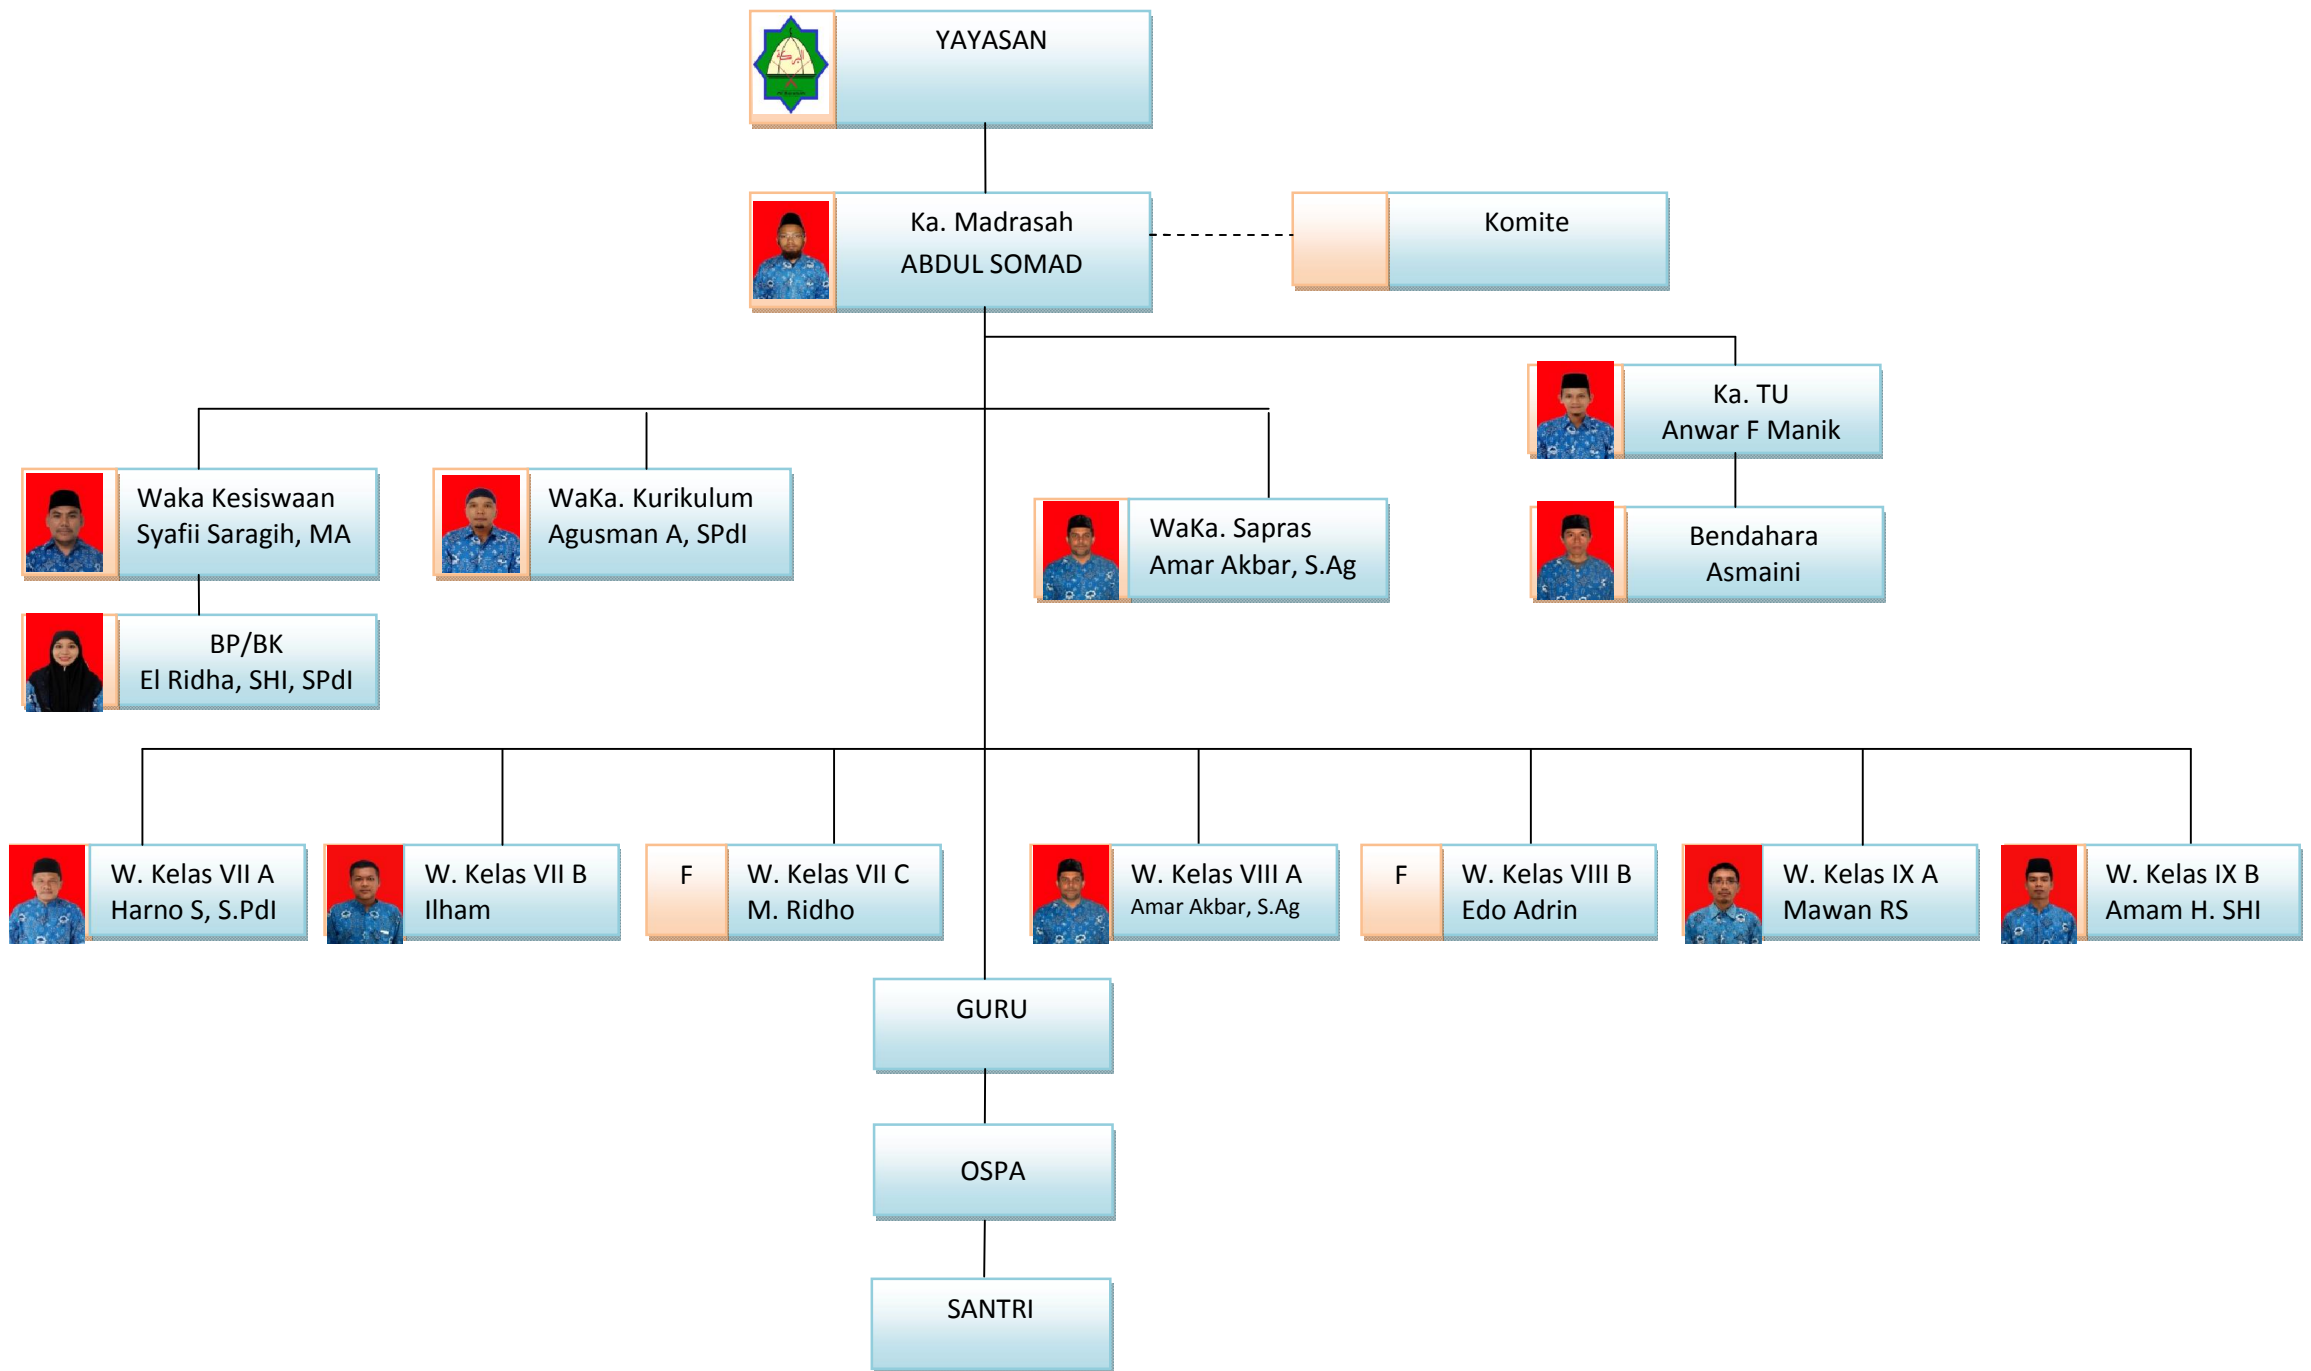 YAYASAN
Ka. Madrasah
ABDUL SOMAD
Komite
Ka. TU
Anwar F Manik
Waka Kesiswaan
Syafii Saragih, MA
WaKa. Kurikulum
Agusman A, SPdI
WaKa. Sapras
Amar Akbar, S.Ag
Bendahara
Asmaini
BP/BK
El Ridha, SHI, SPdI
W. Kelas VII A
Harno S, S.PdI
W. Kelas VII B
Ilham
F
W. Kelas VII C
M. Ridho
W. Kelas VIII A
Amar Akbar, S.Ag
F
W. Kelas VIII B
Edo Adrin
W. Kelas IX A
Mawan RS
W. Kelas IX B
Amam H. SHI
GURU
OSPA
SANTRI